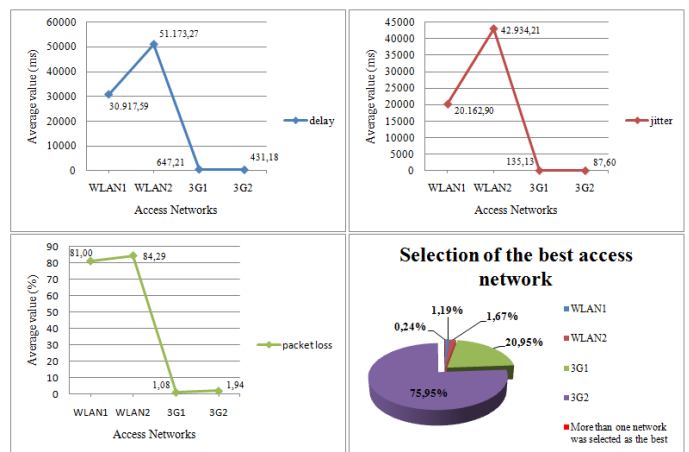 60000
50000
40000
30000
20000
10000
0
Average value (ms)
51.173,27
30.917,59
647,21
431,18
WLAN1 WLAN2 3G1 3G2
Access Networks
delay
45000
40000
35000
30000
25000
20000
15000
10000
5000
0
Average value (ms)
42.934,21
20.162,90
135,13
87,60
WLAN1 WLAN2 3G1 3G2
Access Networks
jitter
90
80
70
60
50
40
30
20
10
0
Average value (%)
81,00
84,29
1,08
1,94
WLAN1 WLAN2 3G1 3G2
Access Networks
packet loss
Selection of the best access
network
1,19%
1,67%
0,24%
20,95%
75,95%
WLAN1
WLAN2
3G1
3G2
More than one network
was selected as the best